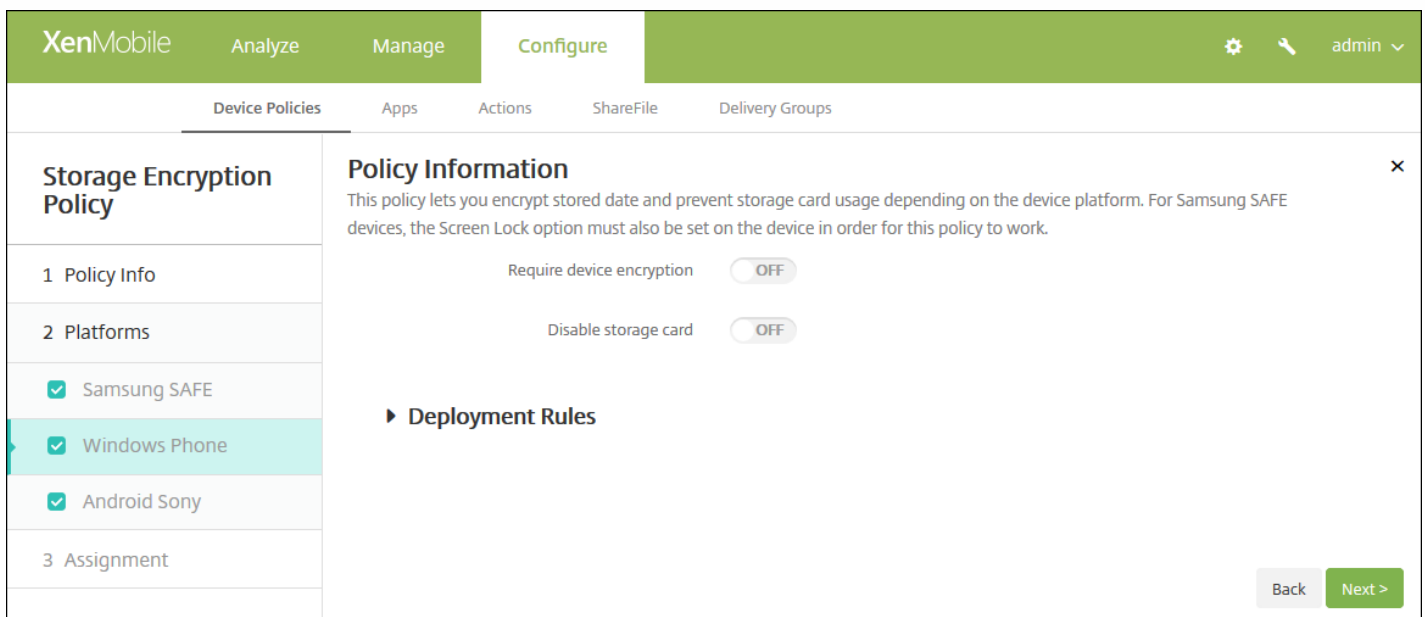 XenMobile Analyze Manage Configure admin
Device Policies Apps Actions ShareFile Delivery Groups
Storage Encryption
Policy
1 Policy Info
2 Platforms
Samsung SAFE
Windows Phone
Android Sony
3 Assignment
Policy Information
This policy lets you encrypt stored date and prevent storage card usage depending on the device platform. For Samsung SAFE
devices, the Screen Lock option must also be set on the device in order for this policy to work.
Require device encryption OFF
Disable storage card OFF
Deployment Rules
Back Next >